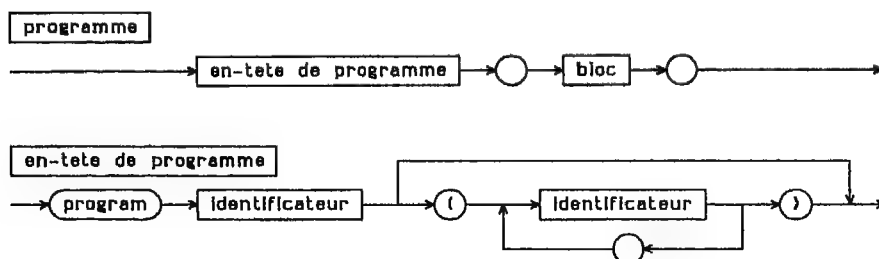 programme
en-tete de programme bloc
en-tete de programme
program identificateur ( identificateur )